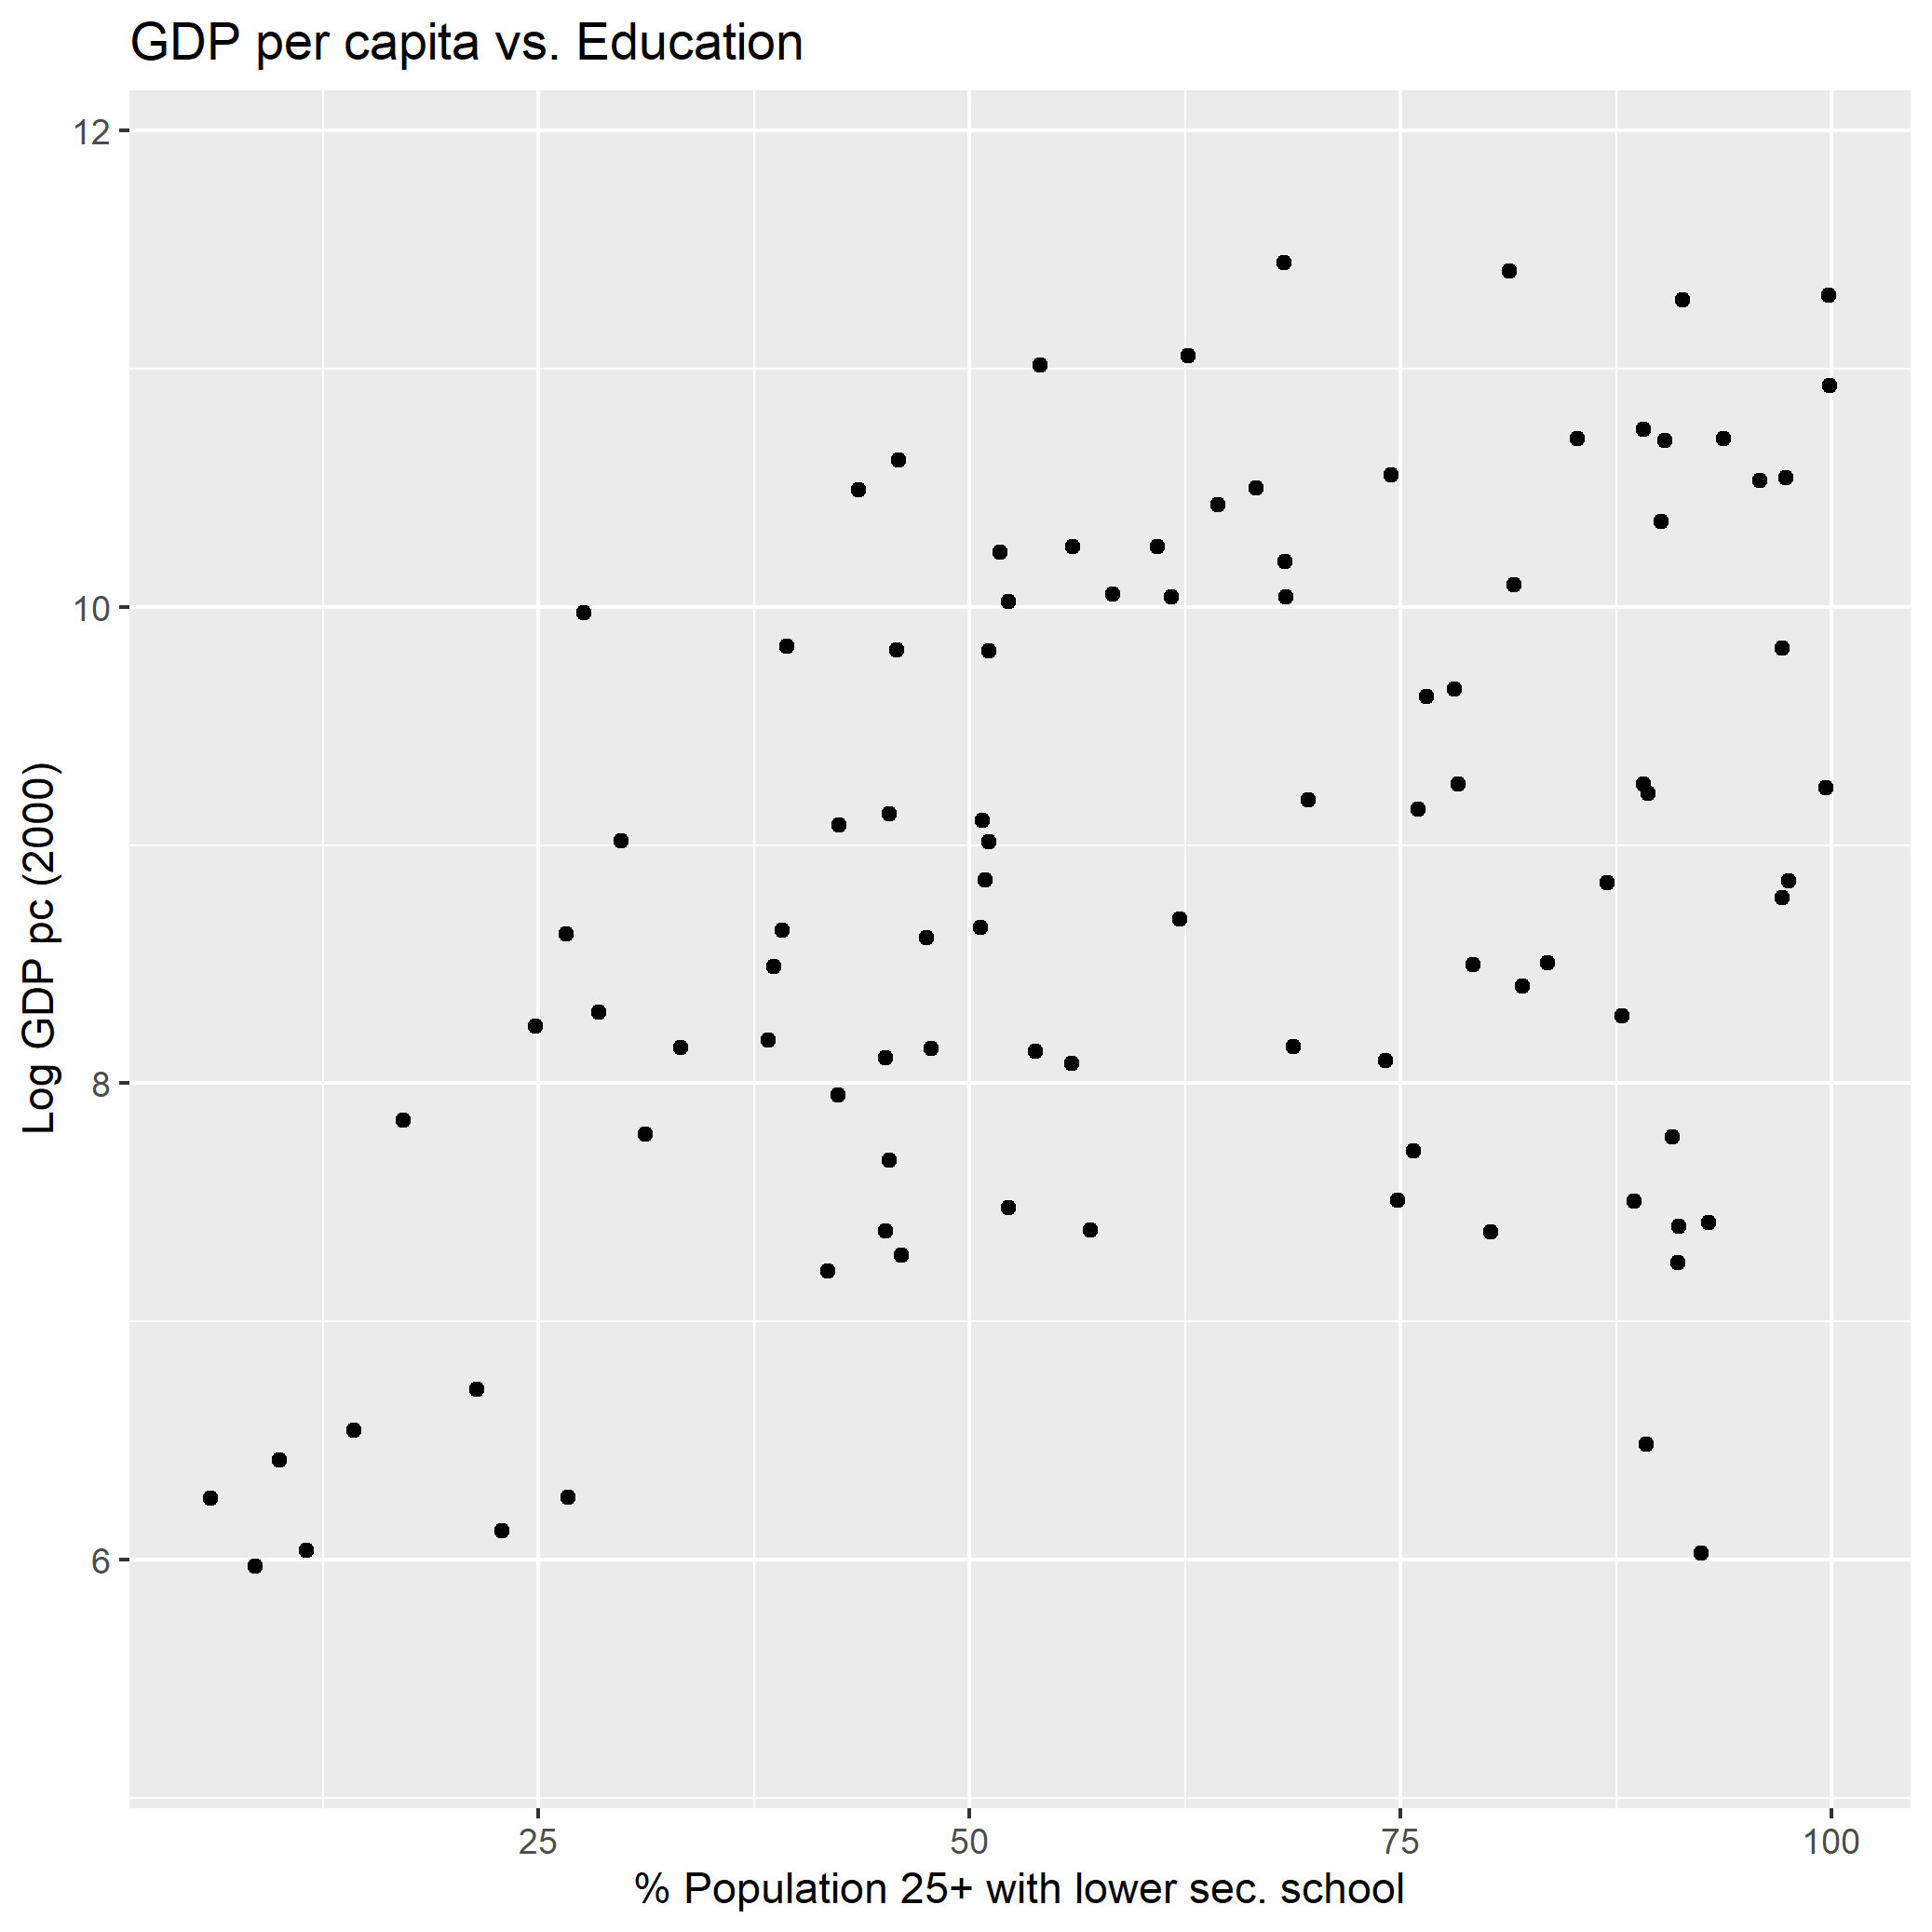 GDP per capita vs. Education
Log GDP pc (2000)
12
10
8
6
25 50 75 100
% Population 25+ with lower sec. school